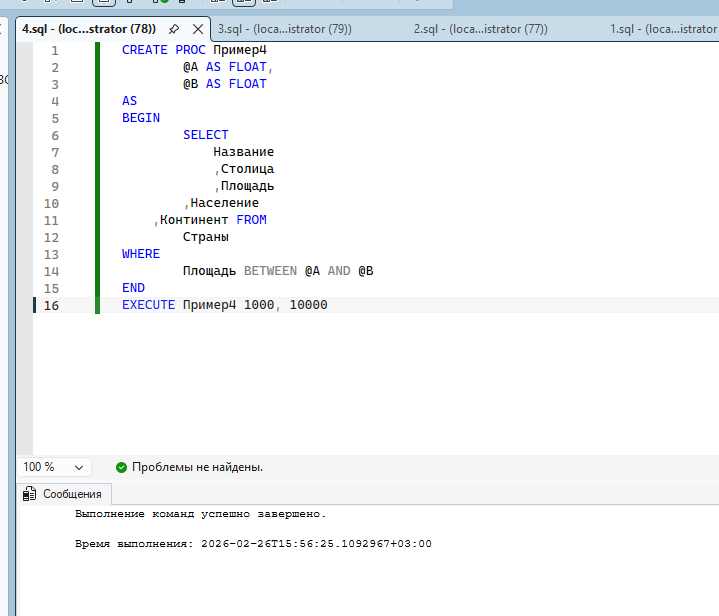 4.sql - (loc...strator (78))
3.sql - (loca...istrator (79))
2.sql - (loca...istrator (77))
1.sql - (loca...istrator
1 CREATE PROC Пример4
2 @A AS FLOAT,
3 @B AS FLOAT
4 AS
5 BEGIN
6 SELECT
7 Название
8 ,Столица
9 ,Площадь
10 ,Население
11 ,Континент FROM
12 Страны
13 WHERE
14 Площадь BETWEEN @A AND @B
15 END
16 EXECUTE Пример4 1000, 10000
100 %
Проблемы не найдены.
Сообщения
Выполнение команд успешно завершено.
Время выполнения: 2026-02-26T15:56:25.1092967+03:00